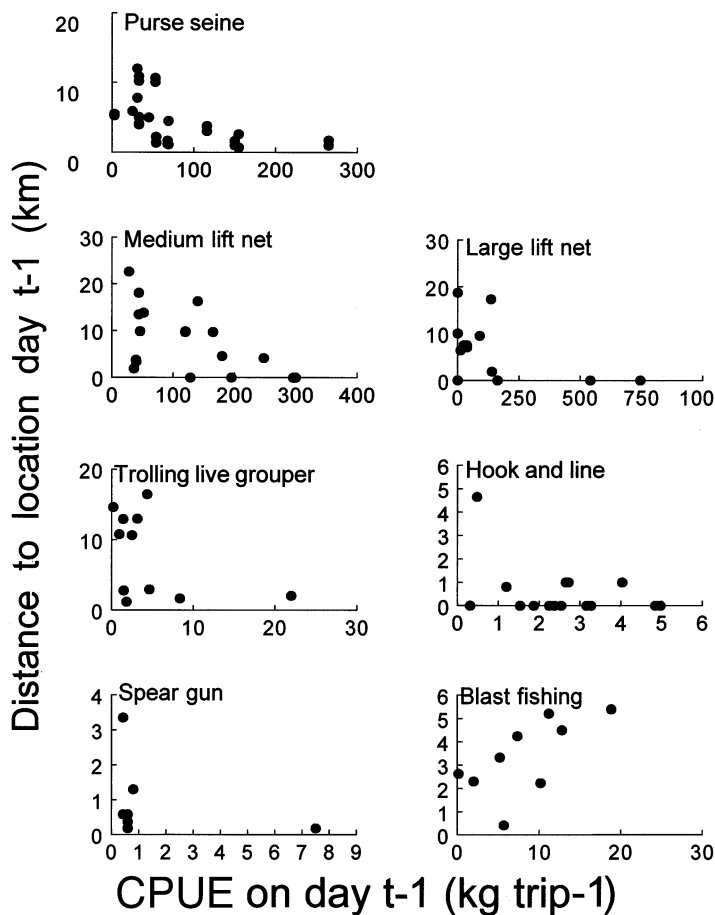 Distance to location day t-1 (km)
Purse seine
20
10
0
0 100 200 300
Medium lift net
30
20
10
0
0 100 200 300 400
Large lift net
30
20
10
0
0 250 500 750 100
Trolling live grouper
20
10
0
0 10 20 30
Hook and line
6
5
4
3
2
1
0
0 1 2 3 4 5 6
Spear gun
4
3
2
1
0
0 1 2 3 4 5 6 7 8 9
Blast fishing
6
5
4
3
2
1
0
0 10 20 30
CPUE on day t-1 (kg trip-1)